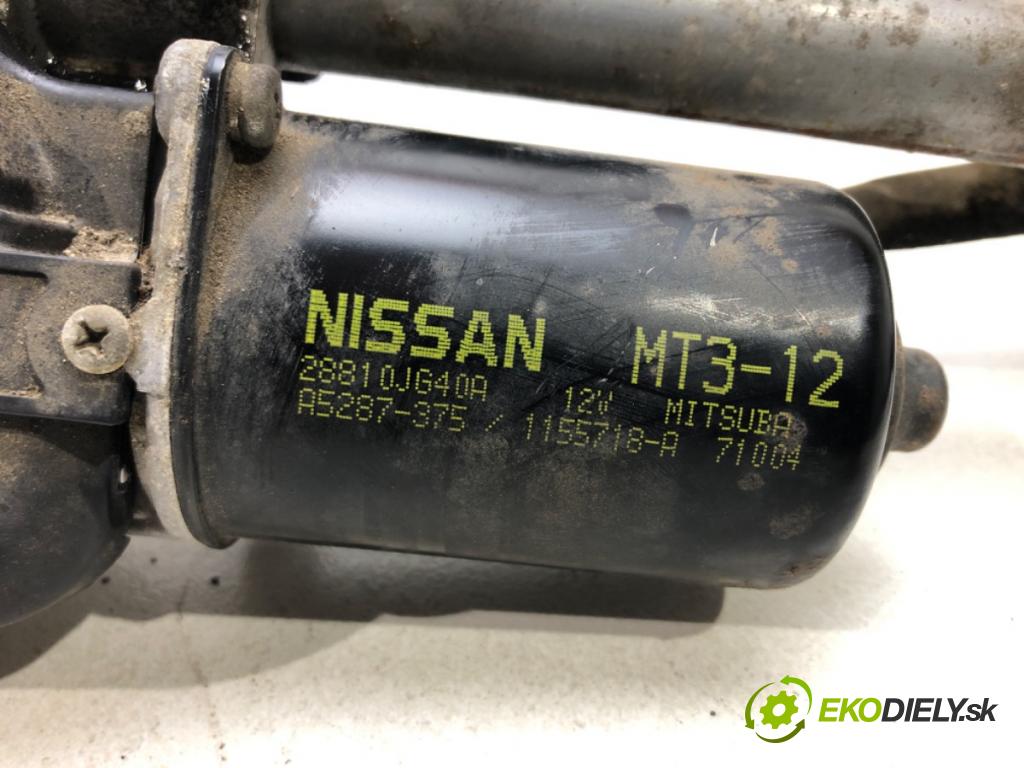 NISSAN MT3-12
28810JG40A 12V MITSUBA
A5287-375 / 1155718-A 71004
EKODIELY.sk